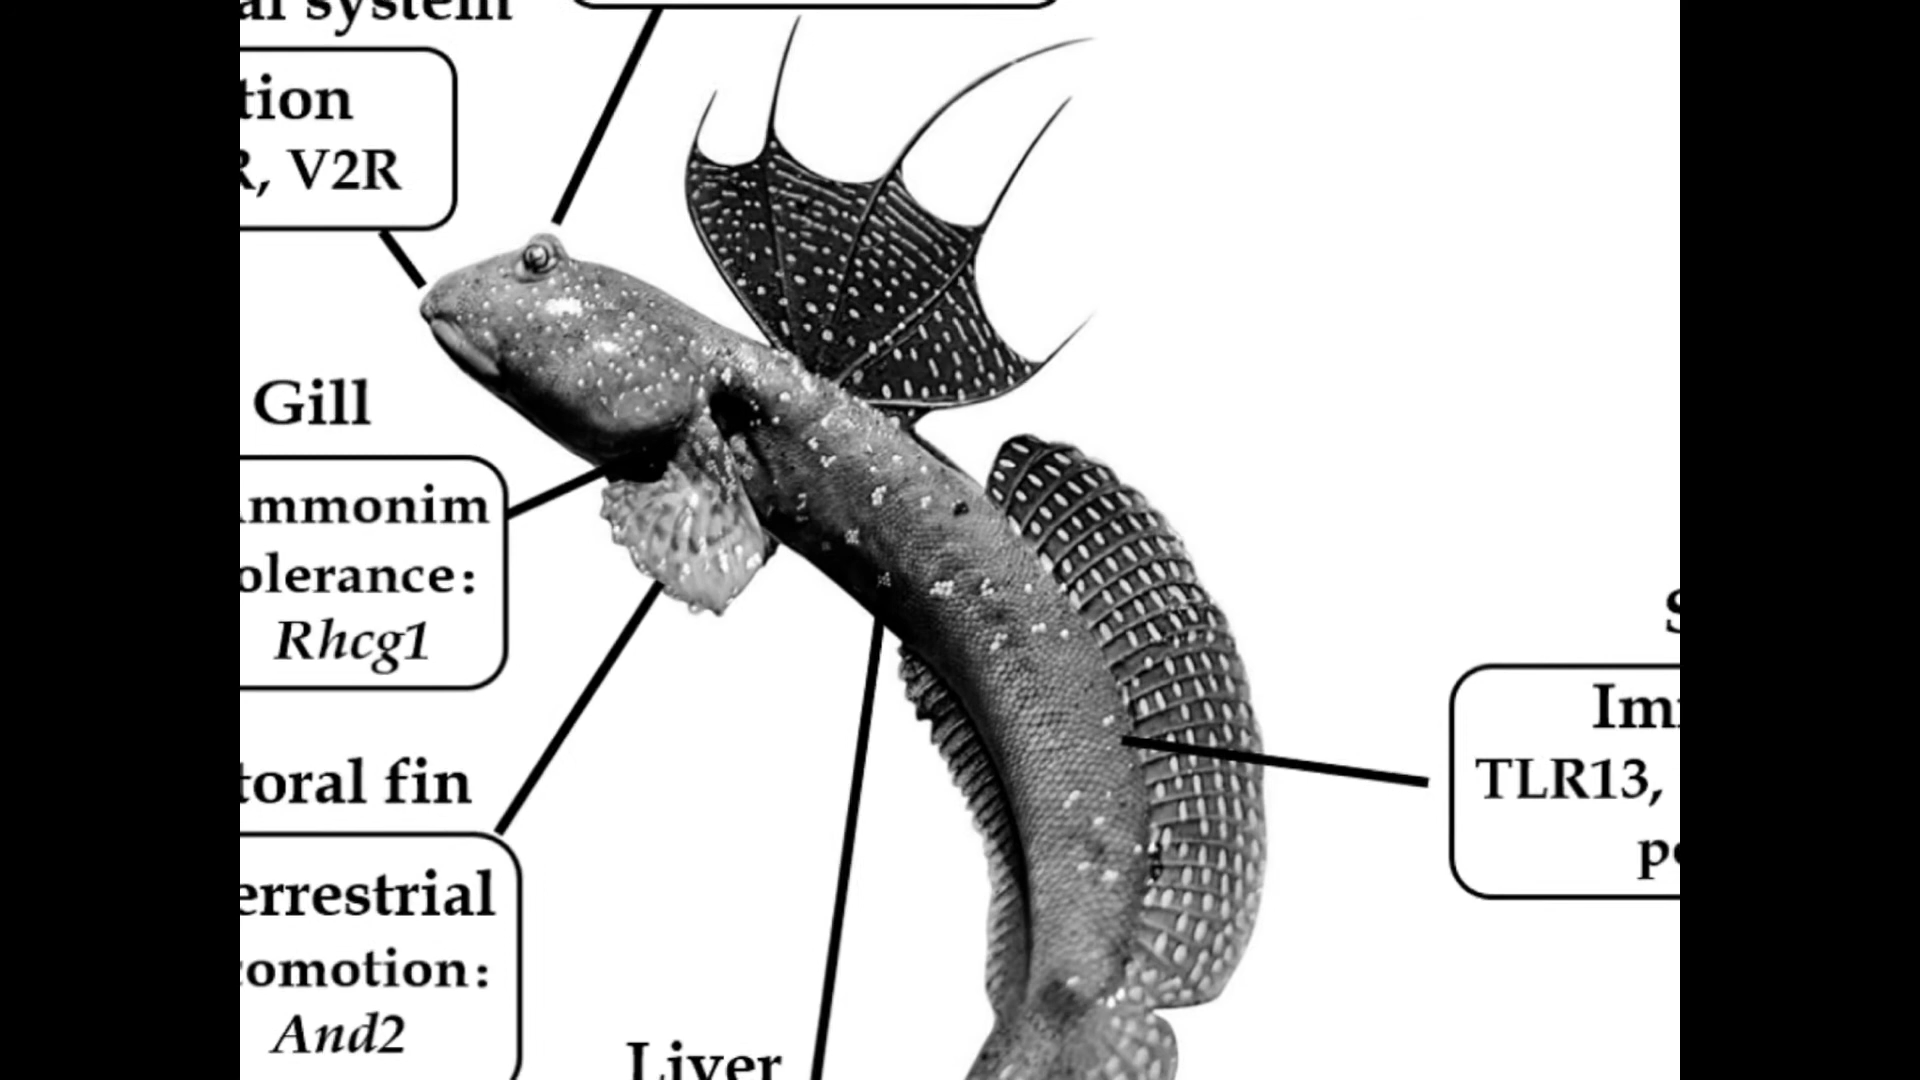 al system
tion
R, V2R
Gill
mmonim
olerance:
Rhcg1
toral fin
errestrial
omotion:
And2
Liver
S
Im
TLR13,
p